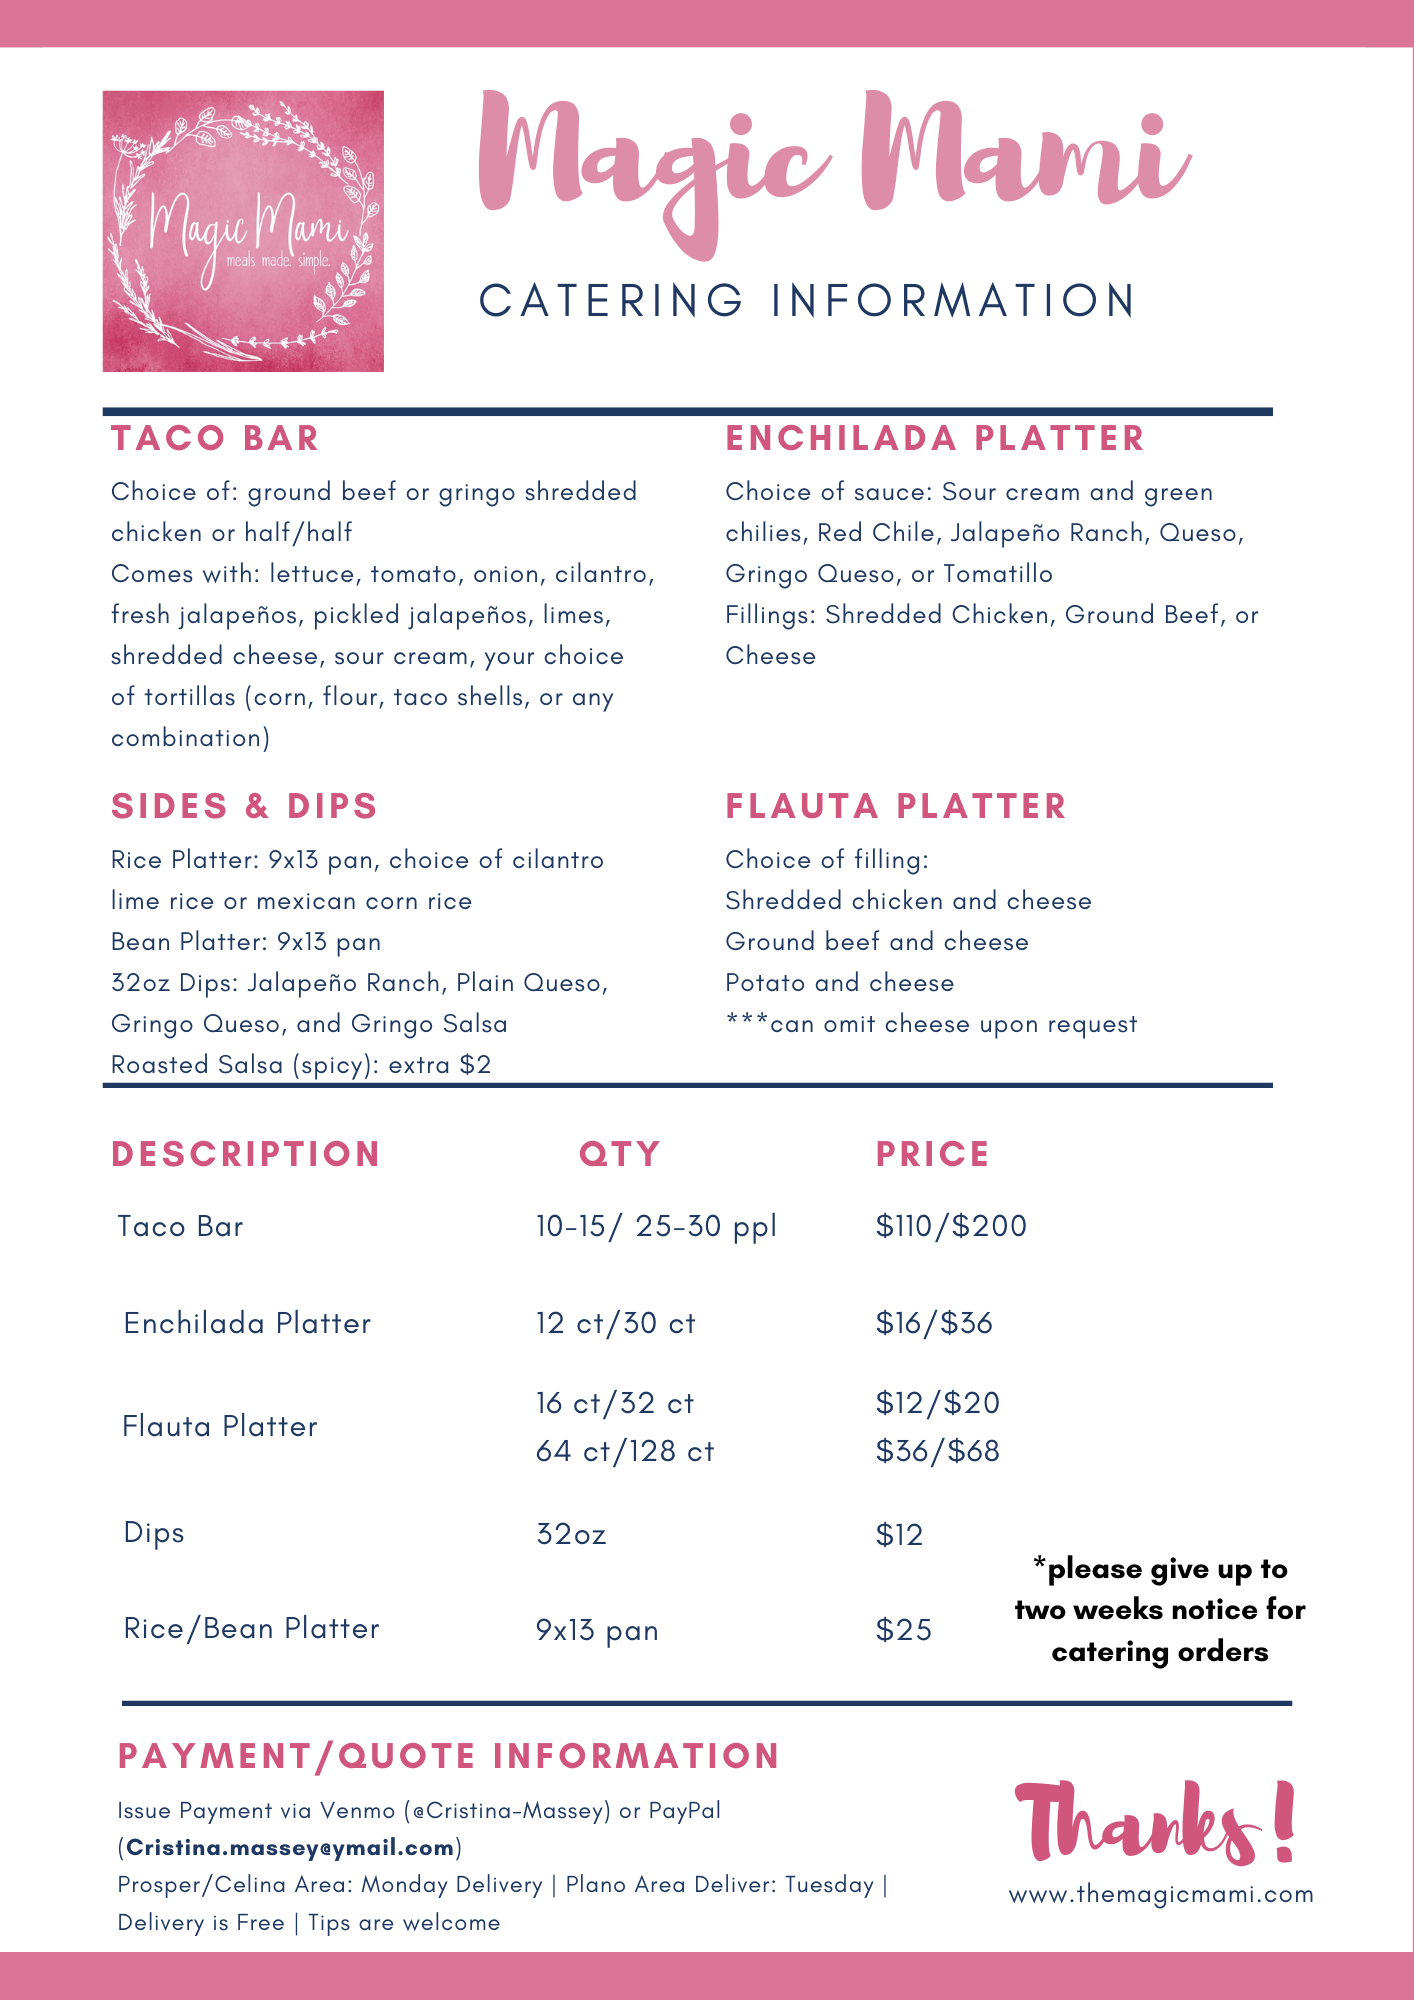 Magic Mami
meals made. simple.
Magic Mami
CATERING INFORMATION
TACO BAR
Choice of: ground beef or gringo shredded
chicken or half/half
Comes with: lettuce, tomato, onion, cilantro,
fresh jalapeños, pickled jalapeños, limes,
shredded cheese, sour cream, your choice
of tortillas (corn, flour, taco shells, or any
combination)
ENCHILADA PLATTER
Choice of sauce: Sour cream and green
chilies, Red Chile, Jalapeño Ranch, Queso,
Gringo Queso, or Tomatillo
Fillings: Shredded Chicken, Ground Beef, or
Cheese
SIDES & DIPS
Rice Platter: 9x13 pan, choice of cilantro
lime rice or mexican corn rice
Bean Platter: 9x13 pan
32oz Dips: Jalapeño Ranch, Plain Queso,
Gringo Queso, and Gringo Salsa
Roasted Salsa (spicy): extra $2
FLAUTA PLATTER
Choice of filling:
Shredded chicken and cheese
Ground beef and cheese
Potato and cheese
***can omit cheese upon request
DESCRIPTION QTY PRICE
Taco Bar 10-15/ 25-30 ppl $110/$200
Enchilada Platter 12 ct/30 ct $16/$36
Flauta Platter 16 ct/32 ct $12/$20
64 ct/128 ct $36/$68
Dips 32oz $12
Rice/Bean Platter 9x13 pan $25
*please give up to
two weeks notice for
catering orders
PAYMENT/QUOTE INFORMATION
Issue Payment via Venmo (@Cristina-Massey) or PayPal
(Cristina.massey@ymail.com)
Prosper/Celina Area: Monday Delivery | Plano Area Deliver: Tuesday |
Delivery is Free | Tips are welcome
Thanks!
www.themagicmami.com